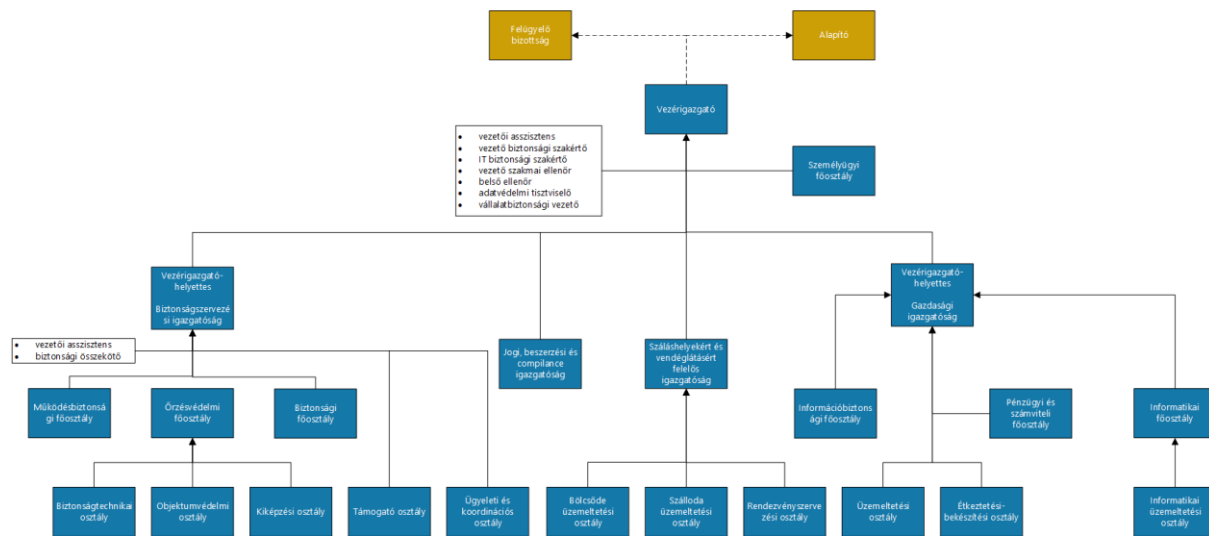 Felügyelő
bizottság
Alapító
Vezérigazgató
• vezetői asszisztens
• vezető biztonsági szakértő
• IT biztonsági szakértő
• vezető szakmai ellenőr
• belső ellenőr
• adatvédelmi tisztviselő
• vállalatbiztonsági vezető
Személyügyi
főosztály
Vezérigazgató-
helyettes
Biztonságszervezé
si igazgatóság
Vezérigazgató-
helyettes
Gazdasági
igazgatóság
• vezetői asszisztens
• biztonsági összekötő
Jogi, beszerzési és
compilance
igazgatóság
Száláshelyekért és
vendéglátásért
felelős
igazgatóság
Működésbiztonsá
gi főosztály
Őrzésvédelmi
főosztály
Biztonsági
főosztály
Információbiztons
ági főosztály
Pénzügyi és
számviteli
főosztály
Informatikai
főosztály
Biztonságtechnikai
osztály
Objektumvédelmi
osztály
Kiképzési osztály
Támogató osztály
Ügyeleti és
koordinációs
osztály
Bölcsőde
üzemeltetési
osztály
Szálloda
üzemeltetési
osztály
Rendezvényszerve
zési osztály
Üzemeltetési
osztály
Étkeztetési-
bekészítési osztály
Informatikai
üzemeltetési
osztály